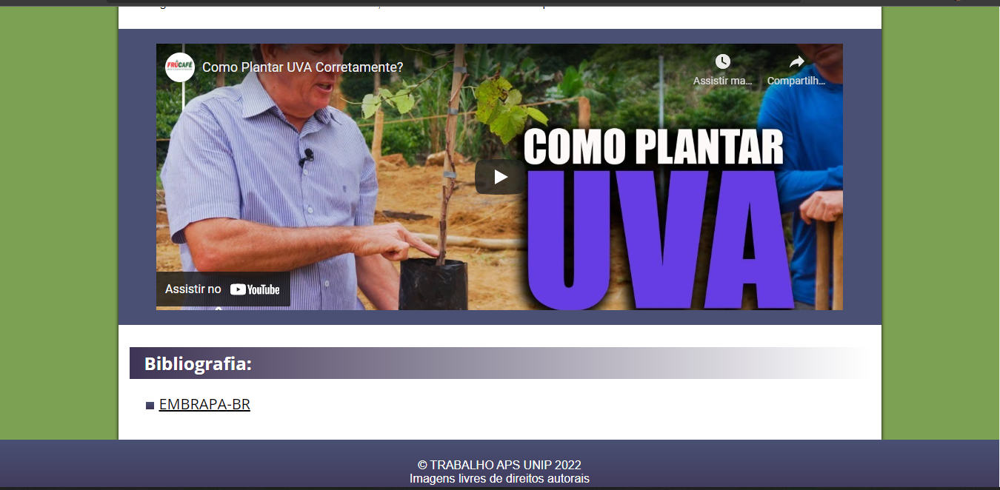 FRUCAFÉ
Como Plantar UVA Corretamente?
Assistir ma...
Compartilh...
COMO PLANTAR
UVA
Assistir no YouTube
Bibliografia:
EMBRAPA-BR
© TRABALHO APS UNIP 2022
Imagens livres de direitos autorais